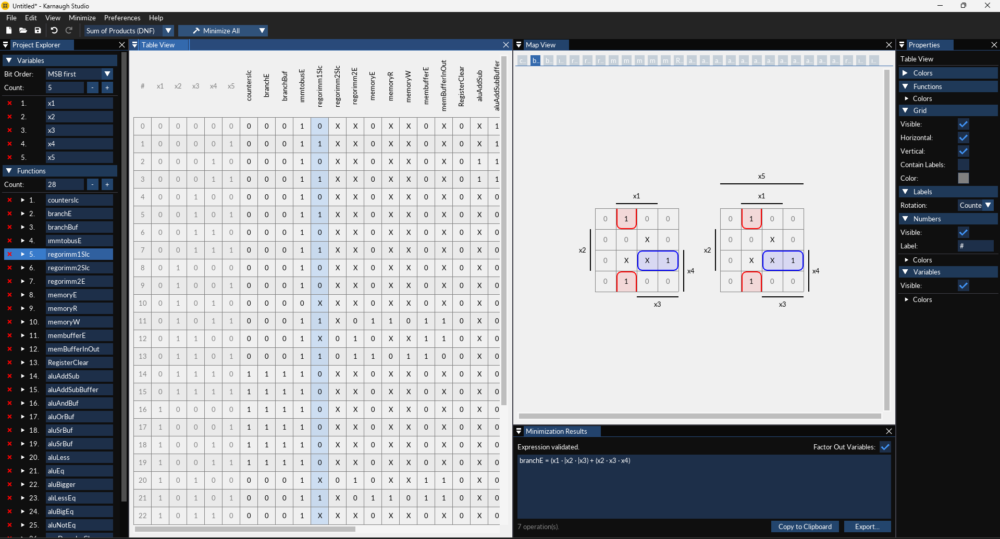 Untitled* - Karnaugh Studio
File Edit View Minimize Preferences Help
Sum of Products (DNF) Minimize All
Project Explorer
Variables
Bit Order: MSB first
Count: 5 - +
1. x1
2. x2
3. x3
4. x4
5. x5
Functions
Count: 28 - +
1. counterslc
2. branchE
3. branchBuf
4. immtobusE
5. regorimm1Slc
6. regorimm2Slc
7. regorimm2E
8. memoryE
9. memoryR
10. memoryW
11. membufferE
12. memBufferInOut
13. RegisterClear
14. aluAddSub
15. aluAddSubBuffer
16. aluAndBuf
17. aluOrBuf
18. aluSrBuf
19. aluSrBuf
20. aluLess
21. aluEq
22. aluBigger
23. aliLessEq
24. aluBigEq
25. aluNotEq
Table View
# x1 x2 x3 x4 x5 counterslc branchE branchBuf immtobusE regorimm1Slc regorimm2Slc regorimm2E memoryE memoryR memoryW membufferE memBufferInOut RegisterClear aluAddSub aluAddSubBuffer
0 0 0 0 0 0 0 0 0 1 0 X X 0 X X 0 X 0 X 1
1 0 0 0 0 1 0 0 0 1 1 X X 0 X X 0 X 0 X 1
2 0 0 0 1 0 0 0 0 1 0 X X 0 X X 0 X 0 1 1
3 0 0 0 1 1 0 0 0 1 1 X X 0 X X 0 X 0 1 1
4 0 0 1 0 0 0 0 0 1 0 X X 0 X X 0 X 0 X 0
5 0 0 1 0 1 0 0 0 1 1 X X 0 X X 0 X 0 X 0
6 0 0 1 1 0 0 0 0 1 0 X X 0 X X 0 X 0 X 0
7 0 0 1 1 1 0 0 0 1 1 X X 0 X X 0 X 0 X 0
8 0 1 0 0 0 0 0 0 1 0 X X 0 X X 0 X 0 X 0
9 0 1 0 0 1 0 0 0 1 0 X X 0 X X 0 X 0 X 0
10 0 1 0 1 0 0 0 0 0 X X X 0 X X 0 X 0 X 0
11 0 1 0 1 1 0 0 0 1 1 X 0 1 1 0 1 1 0 X 0
12 0 1 1 0 0 0 0 0 1 X 0 1 0 X X 1 1 0 X 0
13 0 1 1 0 1 0 0 0 1 1 0 1 1 0 1 1 0 0 X 0
14 0 1 1 1 0 1 1 1 1 0 X X 0 X X 0 X 0 X 0
15 0 1 1 1 1 1 1 1 1 0 X X 0 X X 0 X 0 X 0
16 1 0 0 0 0 1 1 1 1 0 X X 0 X X 0 X 0 X 0
17 1 0 0 0 1 1 1 1 1 0 X X 0 X X 0 X 0 X 0
18 1 0 0 1 0 1 1 1 1 0 X X 0 X X 0 X 0 X 0
19 1 0 0 1 1 1 1 1 1 0 X X 0 X X 0 X 0 X 0
20 1 0 1 0 0 0 0 0 1 X 0 1 0 X X 1 1 0 X 0
21 1 0 1 0 1 0 0 0 1 1 X 0 1 1 0 1 1 0 X 0
22 1 0 1 1 0 0 0 0 1 X X X 0 X X 0 X 0 X 0
Map View
c... b... b... ı... r... r... r... m m m m m R... a... a... a... a... a... a... a... a... a... a... a... a... r... ı... ı...
x5
x1 x1
0 1 0 0 0 1 0 0
0 0 X 0 0 0 X 0
x2 x2
0 X X 1 0 X X 1
x4 x4
0 1 0 0 0 1 0 0
x3 x3
Minimization Results
Expression validated. Factor Out Variables:
branchE = (x1 · |x2 · |x3) + (x2 · x3 · x4)
7 operation(s). Copy to Clipboard Export...
Properties
Table View
Colors
Functions
Colors
Grid
Visible:
Horizontal:
Vertical:
Contain Labels:
Color:
Labels
Rotation: Counte
Numbers
Visible:
Label: #
Colors
Variables
Visible:
Colors